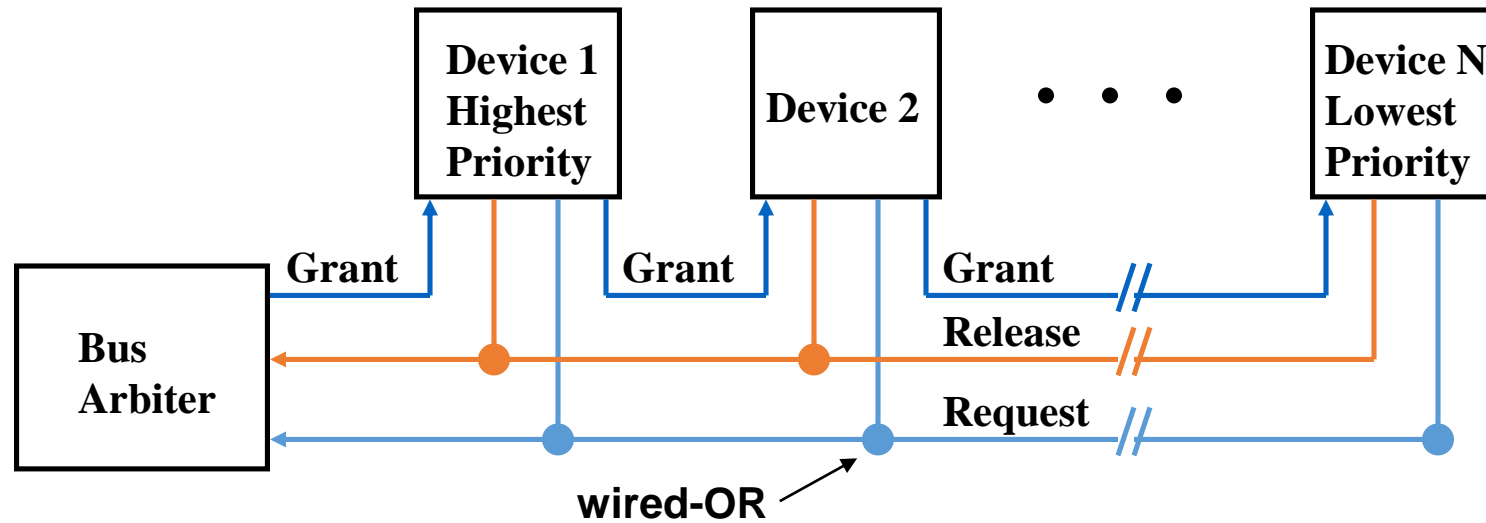 Device 1
Highest
Priority
Device 2
Device N
Lowest
Priority
Grant
Grant
Grant
Bus
Arbiter
Release
Request
wired-OR